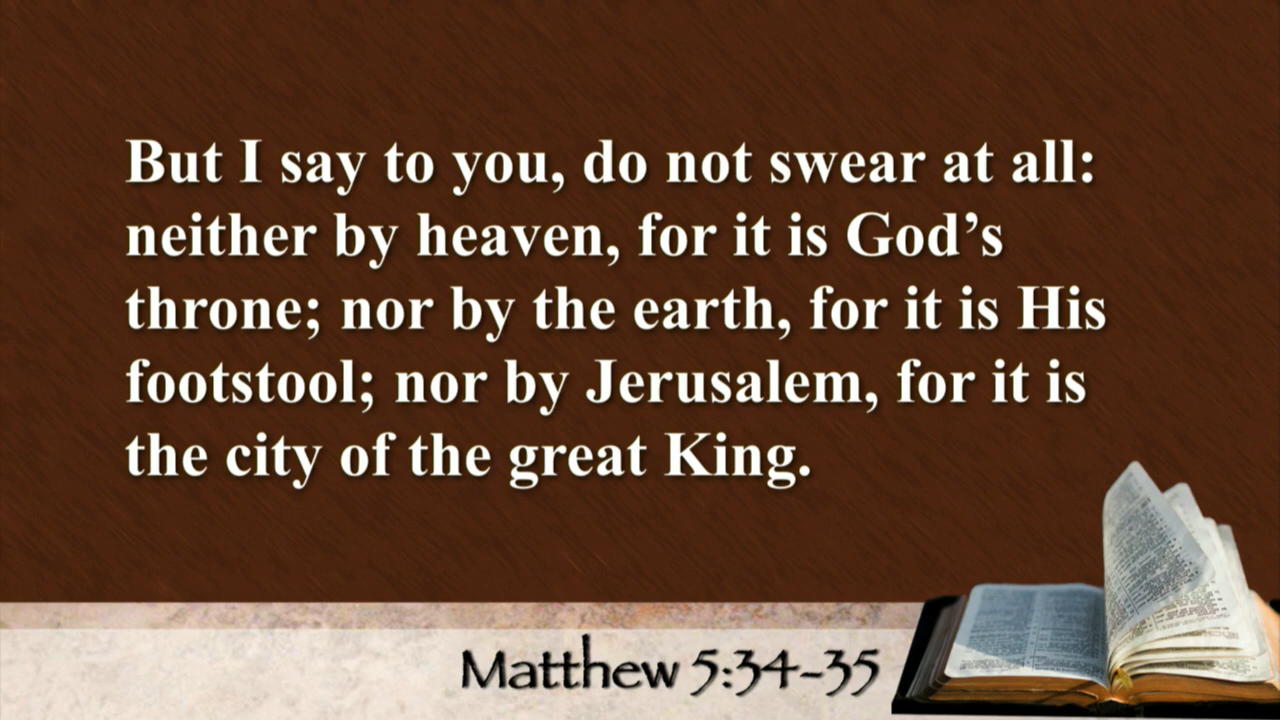 But I say to you, do not swear at all:
neither by heaven, for it is God’s
throne; nor by the earth, for it is His
footstool; nor by Jerusalem, for it is
the city of the great King.
Matthew 5:34-35